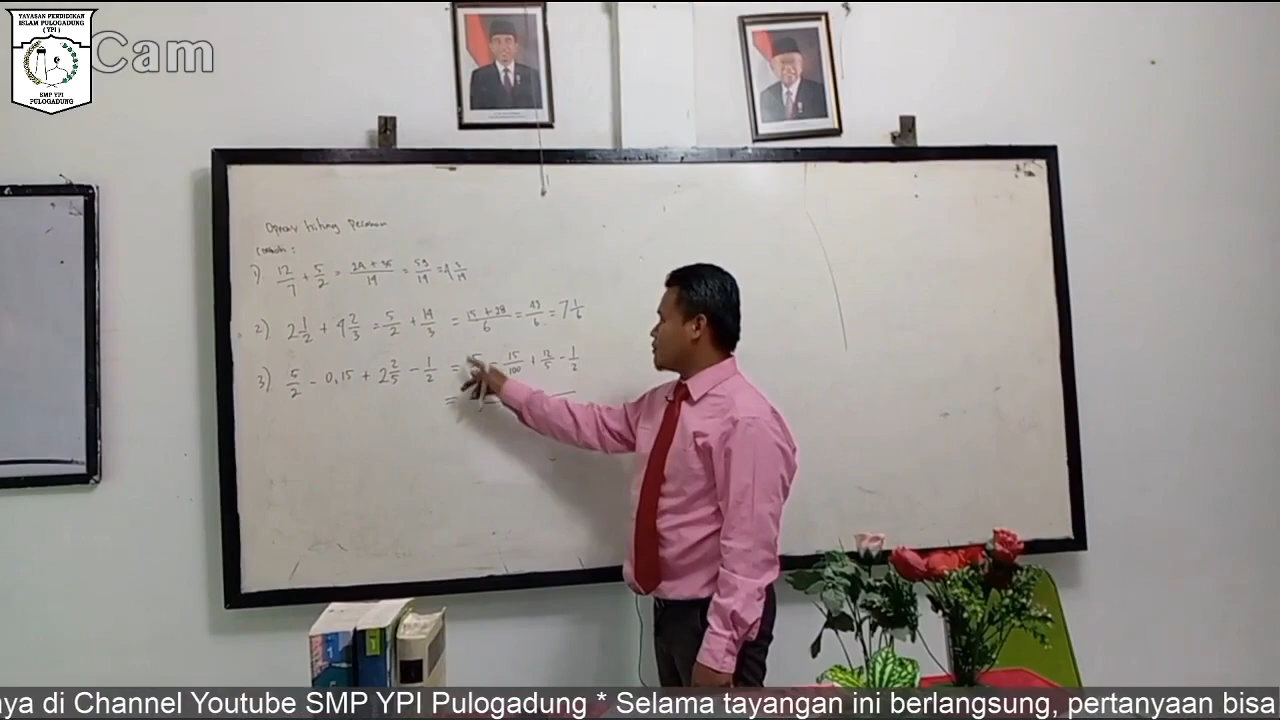 YAYASAN PENDIDIKAN
ISLAM PULOGADUNG
( YPI )
SMP YPI
PULOGADUNG
Cam
Operasi hitung pecahan
Contoh :
1) 12/7 + 5/2 = 24 + 35/14 = 59/14 = 4 3/14
2) 2 1/2 + 4 2/3 = 5/2 + 14/3 = 15 + 28/6 = 43/6 = 7 1/6
3) 5/2 - 0,15 + 2 2/5 - 1/2 = 5 - 15/100 + 12/5 - 1/2
=
nya di Channel Youtube SMP YPI Pulogadung * Selama tayangan ini berlangsung, pertanyaan bisa